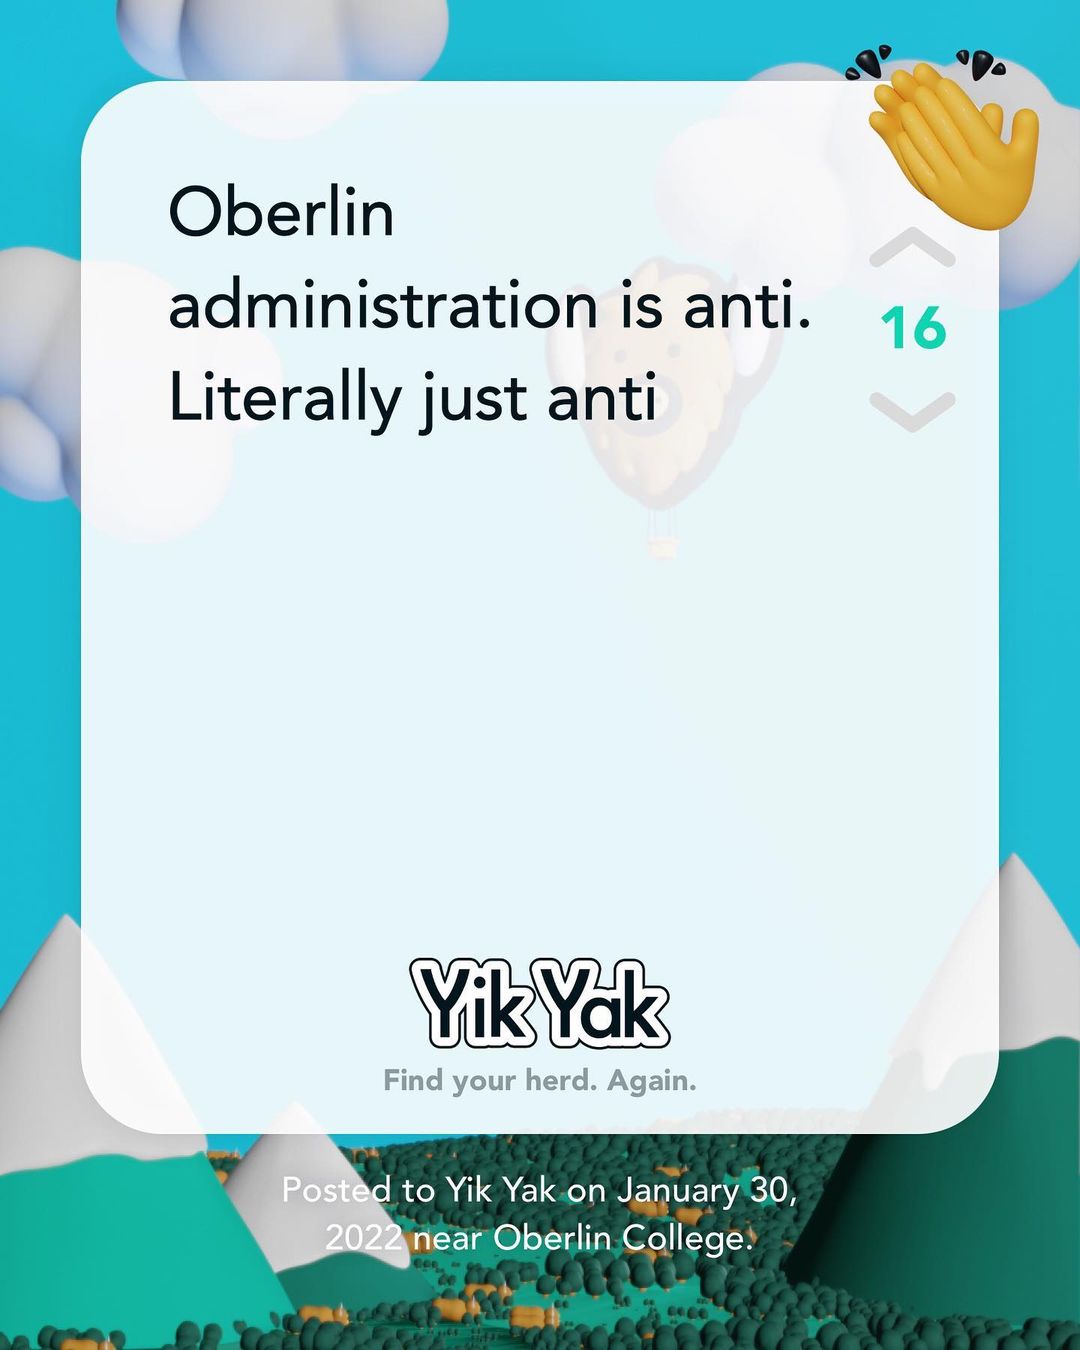 Oberlin
administration is anti.
Literally just anti
16
Yik Yak
Find your herd. Again.
Posted to Yik Yak on January 30,
2022 near Oberlin College.